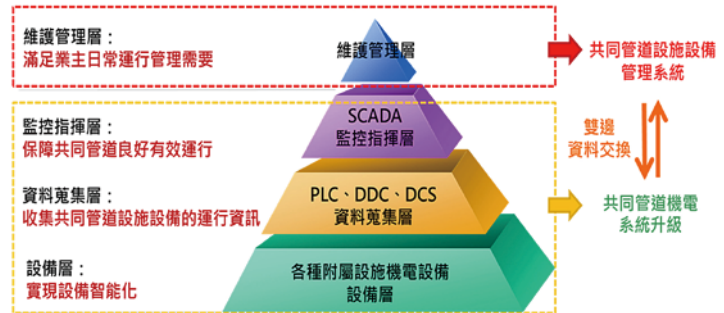 維護管理層：
滿足業主日常運行管理需要
監控指揮層：
保障共同管道良好有效運行
資料蒐集層：
收集共同管道設施設備的運行資訊
設備層：
實現設備智能化
維護管理層
SCADA
監控指揮層
PLC、DDC、DCS
資料蒐集層
各種附屬設施機電設備
設備層
共同管道設施設備
管理系統
雙邊
資料交換
共同管道機電
系統升級